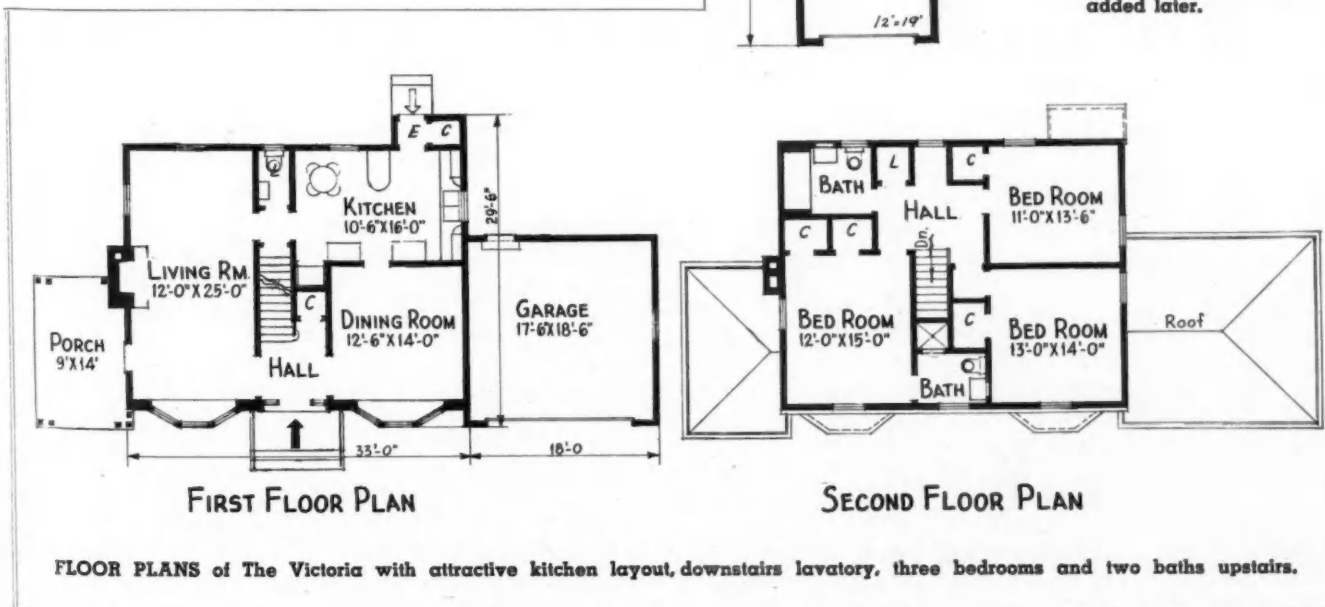 12'=19'
added later.
E C
KITCHEN
10'-6"X16'-0"
29'-6"
LIVING RM.
12'-0"X25'-0"
C
DINING ROOM
12'-6"X14'-0"
GARAGE
17'-6X18'-6"
PORCH
9'X14'
HALL
33'-0"
18'-0
FIRST FLOOR PLAN
BATH
L
C
HALL
BED ROOM
11'-0"X13'-6"
C C
Dn.
BED ROOM
12'-0"X15'-0"
C
BED ROOM
13'-0"X14'-0"
BATH
Roof
SECOND FLOOR PLAN
FLOOR PLANS of The Victoria with attractive kitchen layout, downstairs lavatory, three bedrooms and two baths upstairs.